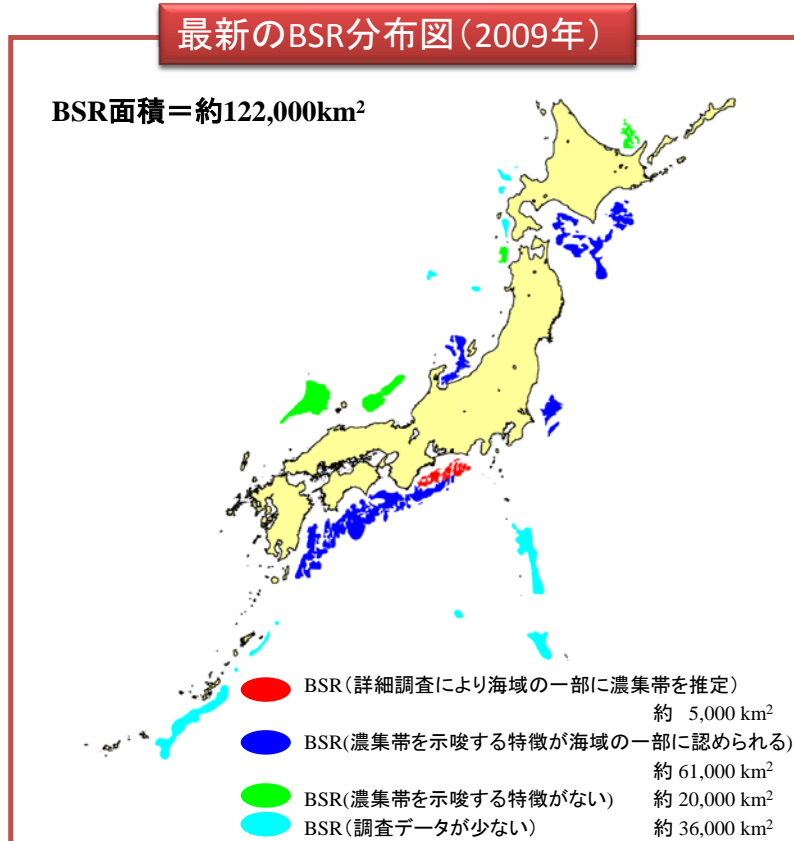 最新のBSR分布図(2009年)
BSR面積＝約122,000km²
BSR(詳細調査により海域の一部に濃集帯を推定)
約 5,000 km²
BSR(濃集帯を示唆する特徴が海域の一部に認められる)
約 61,000 km²
BSR(濃集帯を示唆する特徴がない) 約 20,000 km²
BSR(調査データが少ない) 約 36,000 km²